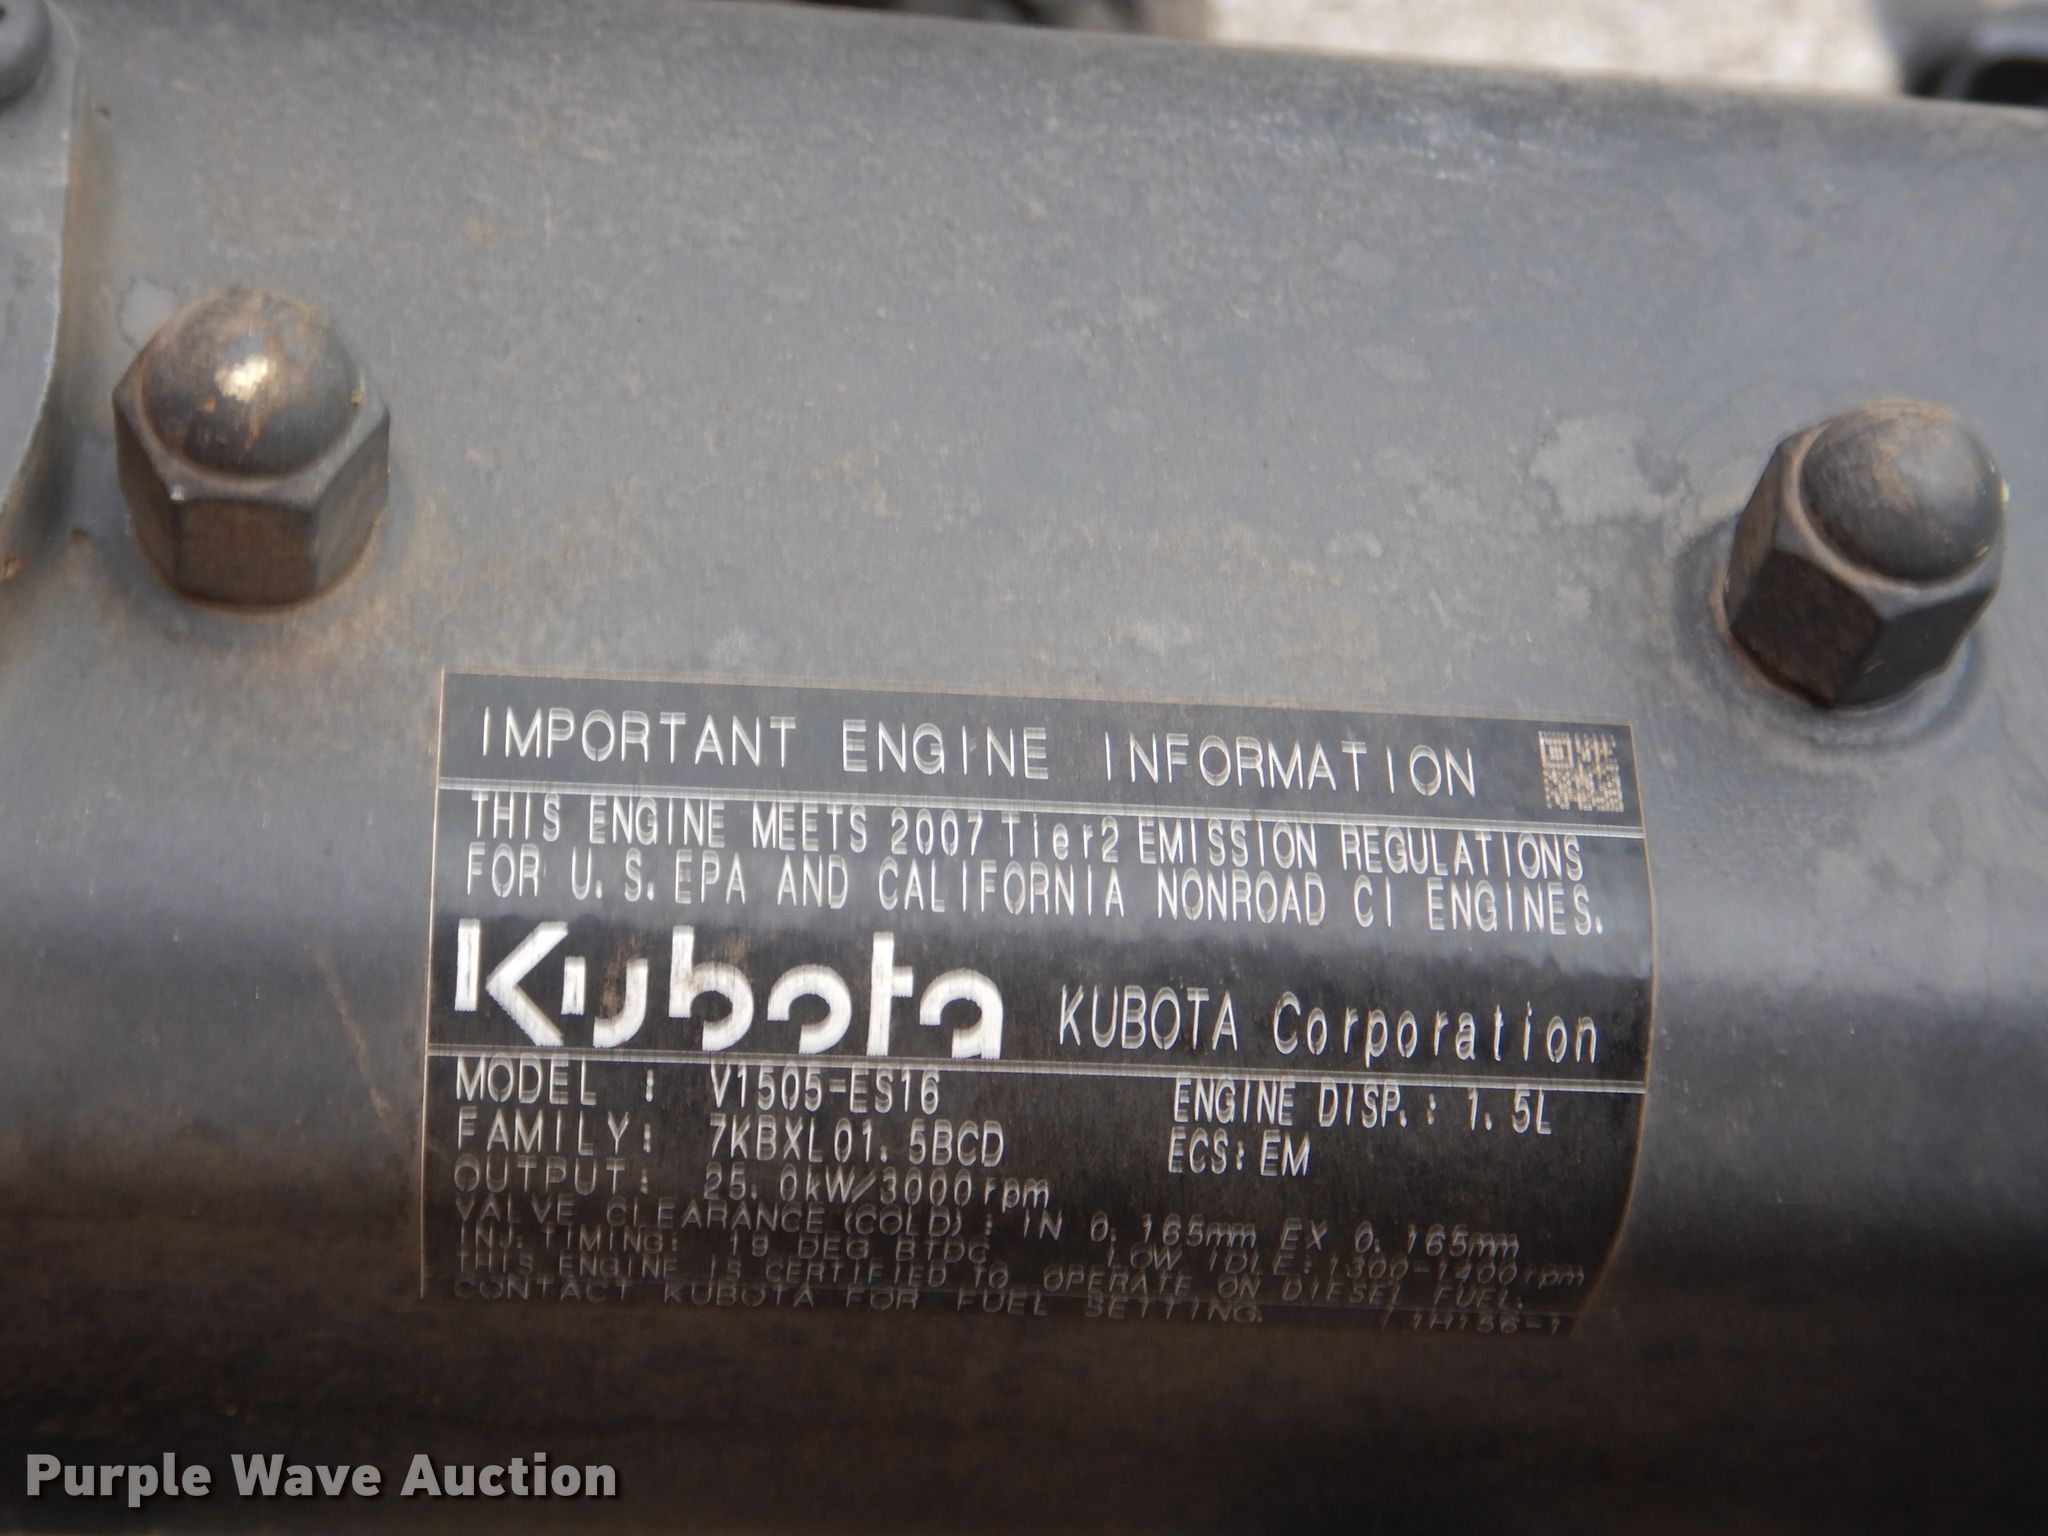 IMPORTANT ENGINE INFORMATION
THIS ENGINE MEETS 2007 Tier2 EMISSION REGULATIONS
FOR U.S.EPA AND CALIFORNIA NONROAD CI ENGINES.
Kubota KUBOTA Corporation
MODEL : V1505-ES16 ENGINE DISP.: 1.5L
FAMILY: 7KBXL01.5BCD ECS: EM
OUTPUT: 25.0kW/3000rpm
VALVE CLEARANCE (COLD) : IN 0.165mm EX 0.165mm
INJ.TIMING: 19 DEG BTDC LOW IDLE:1300-1400rpm
THIS ENGINE IS CERTIFIED TO OPERATE ON DIESEL FUEL.
CONTACT KUBOTA FOR FUEL SETTING.
Purple Wave Auction